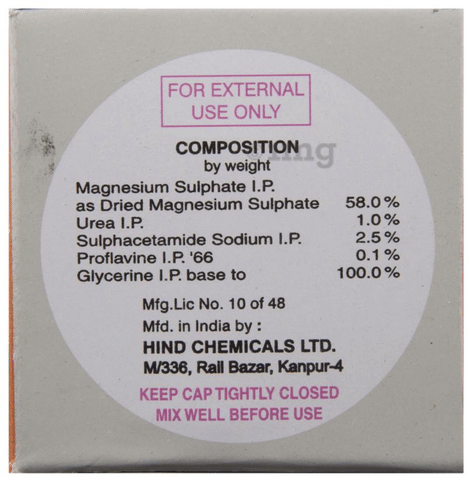 FOR EXTERNAL
USE ONLY
COMPOSITION
by weight
Magnesium Sulphate I.P.
as Dried Magnesium Sulphate 58.0%
Urea I.P. 1.0%
Sulphacetamide Sodium I.P. 2.5%
Proflavine I.P. '66 0.1%
Glycerine I.P. base to 100.0%
Mfg.Lic No. 10 of 48
Mfd. in India by :
HIND CHEMICALS LTD.
M/336, Rail Bazar, Kanpur-4
KEEP CAP TIGHTLY CLOSED
MIX WELL BEFORE USE